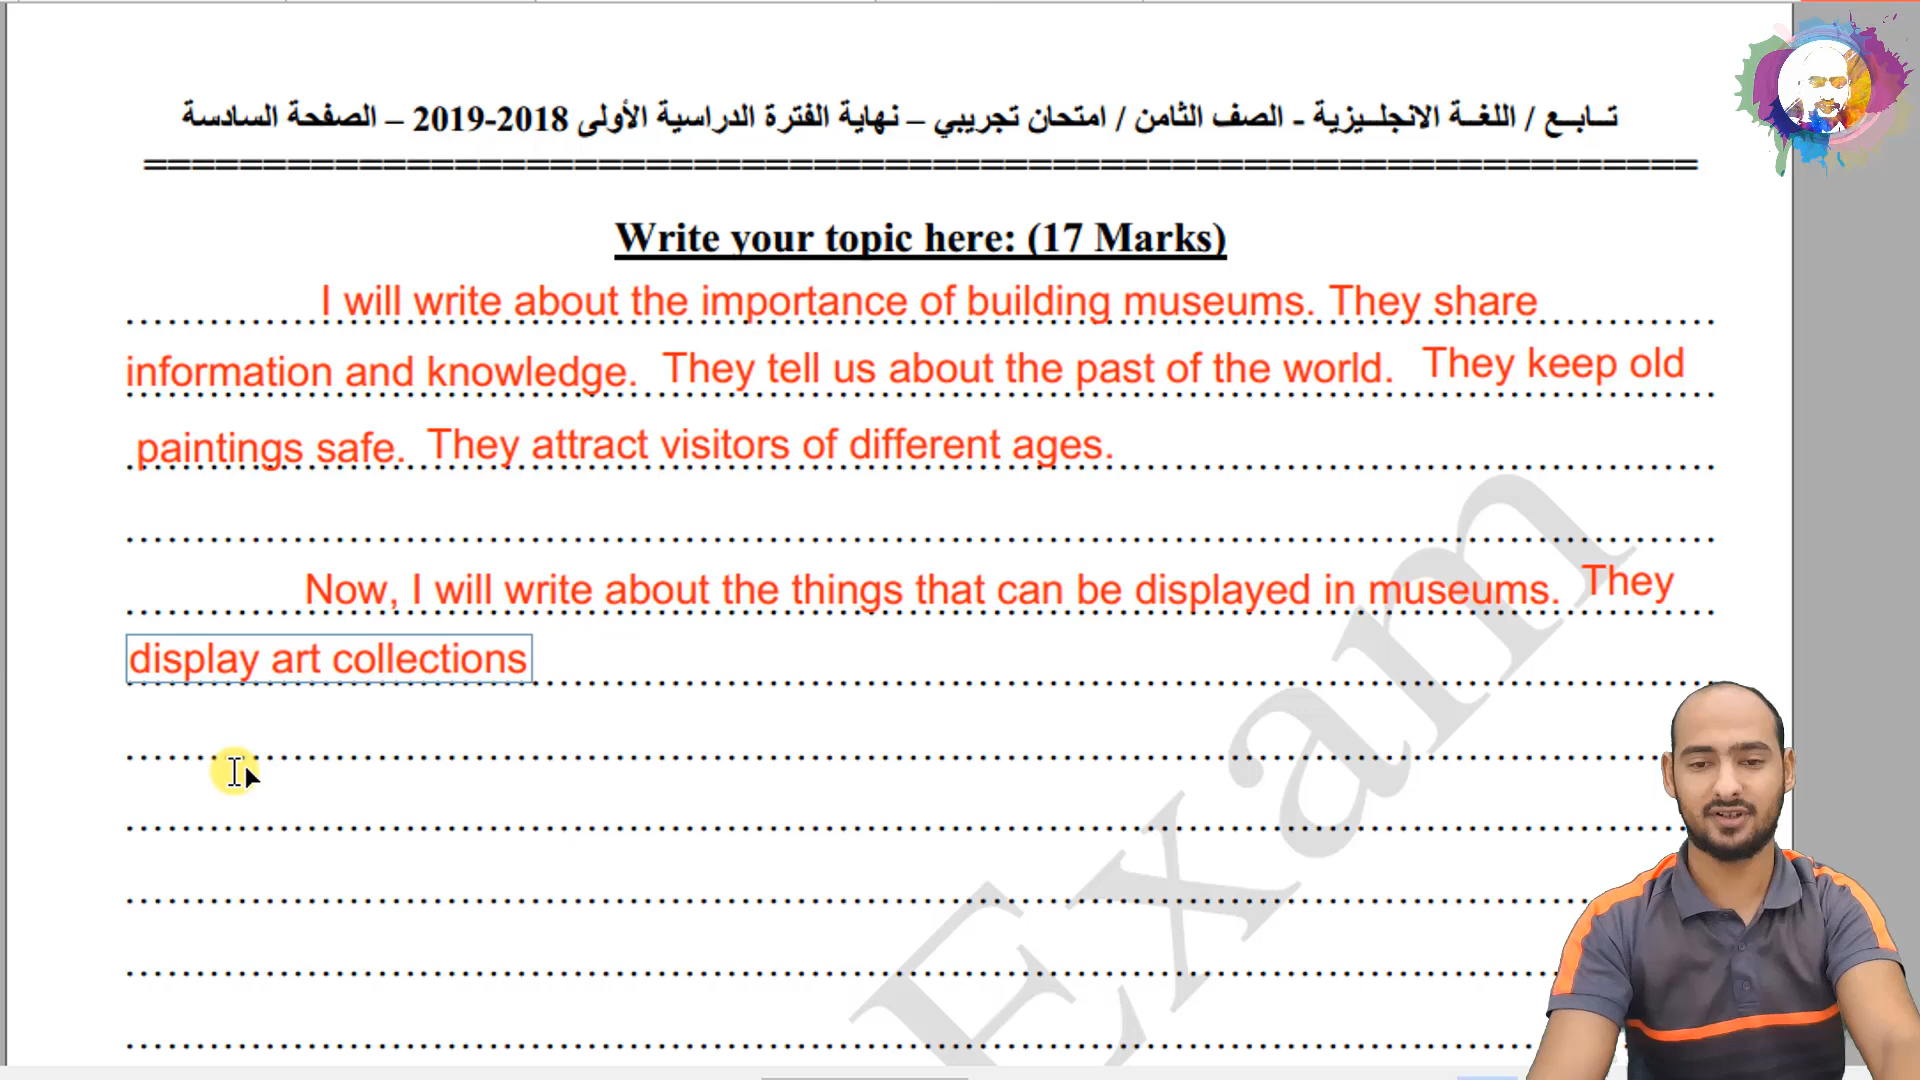 تــابــع / اللغــة الانجلــيزية - الصف الثامن / امتحان تجريبي – نهاية الفترة الدراسية الأولى 2018-2019 – الصفحة السادسة
Write your topic here: (17 Marks)
I will write about the importance of building museums. They share
information and knowledge. They tell us about the past of the world. They keep old
paintings safe. They attract visitors of different ages.
Now, I will write about the things that can be displayed in museums. They
display art collections
Exam